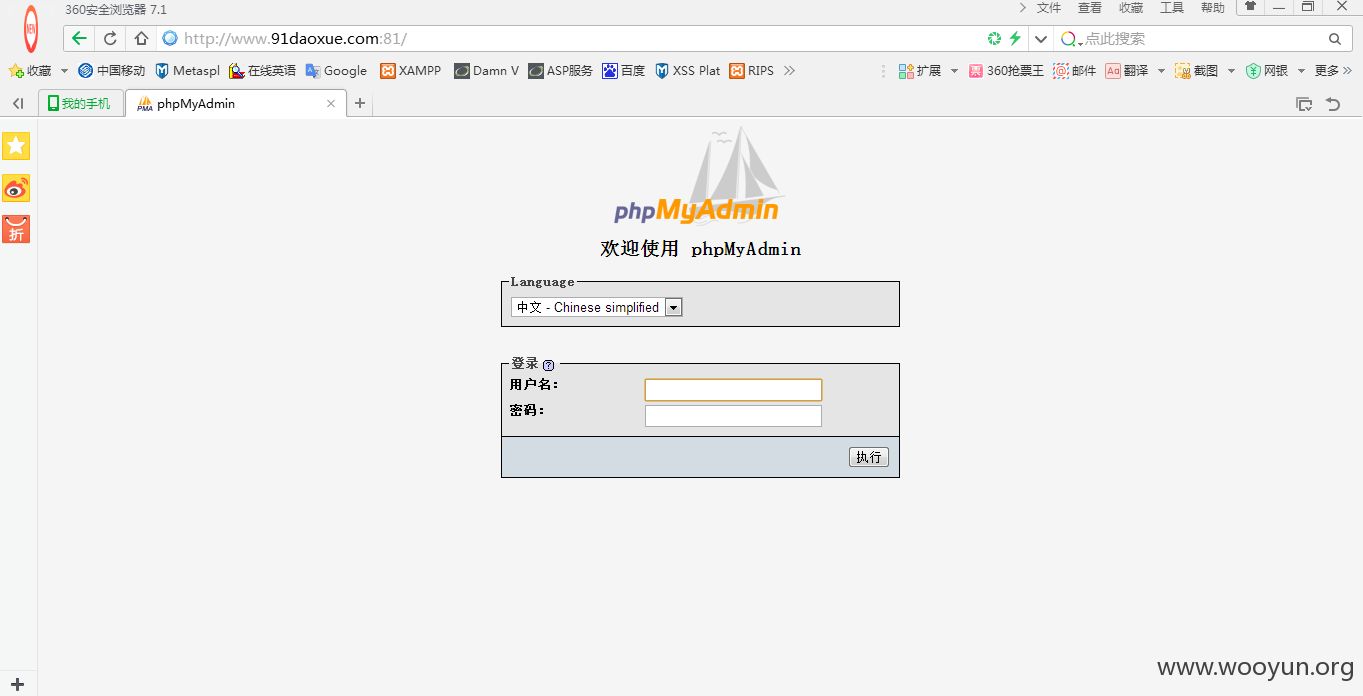 360安全浏览器 7.1
文件 查看 收藏 工具 帮助
NEW
http://www.91daoxue.com:81/
点此搜索
收藏 中国移动 Metaspl 在线英语 Google XAMPP Damn V ASP服务 百度 XSS Plat RIPS
扩展 360抢票王 邮件 翻译 截图 网银 更多
我的手机 phpMyAdmin
折
phpMyAdmin
欢迎使用 phpMyAdmin
Language
中文 - Chinese simplified
登录
用户名：
密码：
执行
www.wooyun.org